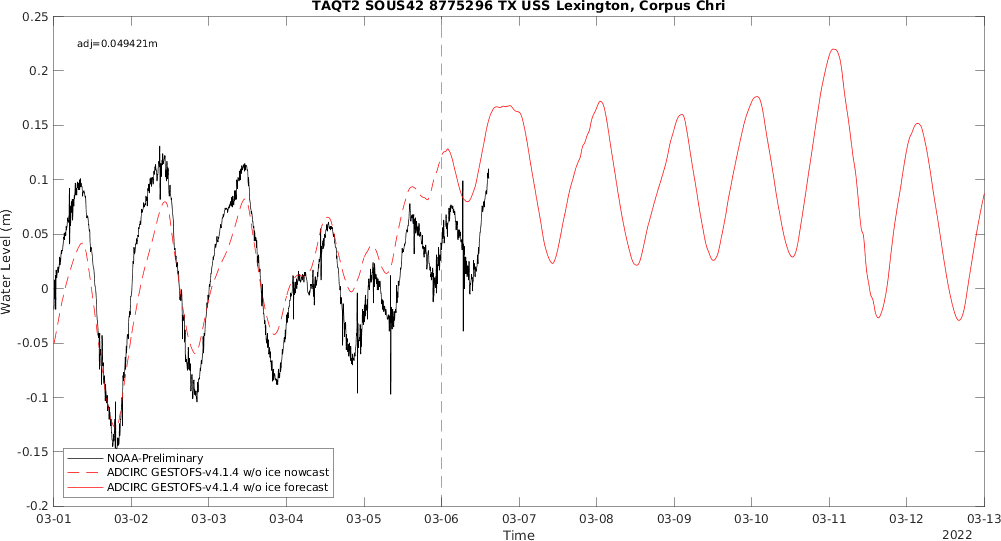 TAQT2 SOUS42 8775296 TX USS Lexington, Corpus Chri
adj=0.049421m
Water Level (m)
0.25
0.2
0.15
0.1
0.05
0
-0.05
-0.1
-0.15
-0.2
NOAA-Preliminary
ADCIRC GESTOFS-v4.1.4 w/o ice nowcast
ADCIRC GESTOFS-v4.1.4 w/o ice forecast
03-01 03-02 03-03 03-04 03-05 03-06 03-07 03-08 03-09 03-10 03-11 03-12 03-13
Time
2022